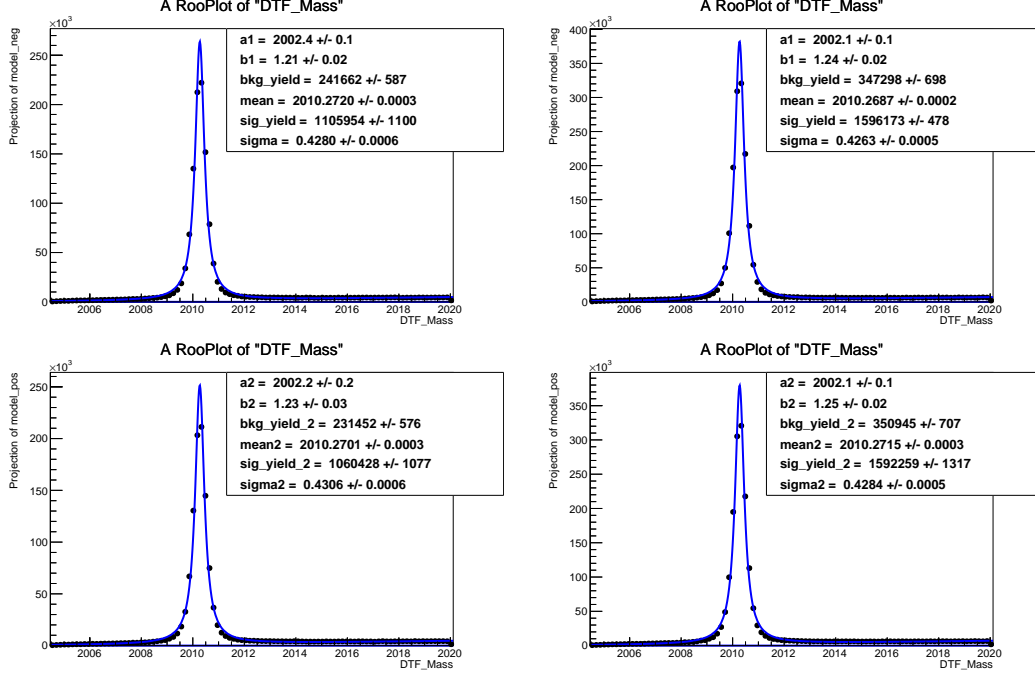 A RooPlot of "DTF_Mass"
×10³
Projection of model_neg
250
200
150
100
50
0
a1 = 2002.4 +/- 0.1
b1 = 1.21 +/- 0.02
bkg_yield = 241662 +/- 587
mean = 2010.2720 +/- 0.0003
sig_yield = 1105954 +/- 1100
sigma = 0.4280 +/- 0.0006
2006 2008 2010 2012 2014 2016 2018 2020
DTF_Mass
A RooPlot of "DTF_Mass"
×10³
Projection of model_neg
400
350
300
250
200
150
100
50
0
a1 = 2002.1 +/- 0.1
b1 = 1.24 +/- 0.02
bkg_yield = 347298 +/- 698
mean = 2010.2687 +/- 0.0002
sig_yield = 1596173 +/- 478
sigma = 0.4263 +/- 0.0005
2006 2008 2010 2012 2014 2016 2018 2020
DTF_Mass
A RooPlot of "DTF_Mass"
×10³
Projection of model_pos
250
200
150
100
50
0
a2 = 2002.2 +/- 0.2
b2 = 1.23 +/- 0.03
bkg_yield_2 = 231452 +/- 576
mean2 = 2010.2701 +/- 0.0003
sig_yield_2 = 1060428 +/- 1077
sigma2 = 0.4306 +/- 0.0006
2006 2008 2010 2012 2014 2016 2018 2020
DTF_Mass
A RooPlot of "DTF_Mass"
×10³
Projection of model_pos
350
300
250
200
150
100
50
0
a2 = 2002.1 +/- 0.1
b2 = 1.25 +/- 0.02
bkg_yield_2 = 350945 +/- 707
mean2 = 2010.2715 +/- 0.0003
sig_yield_2 = 1592259 +/- 1317
sigma2 = 0.4284 +/- 0.0005
2006 2008 2010 2012 2014 2016 2018 2020
DTF_Mass